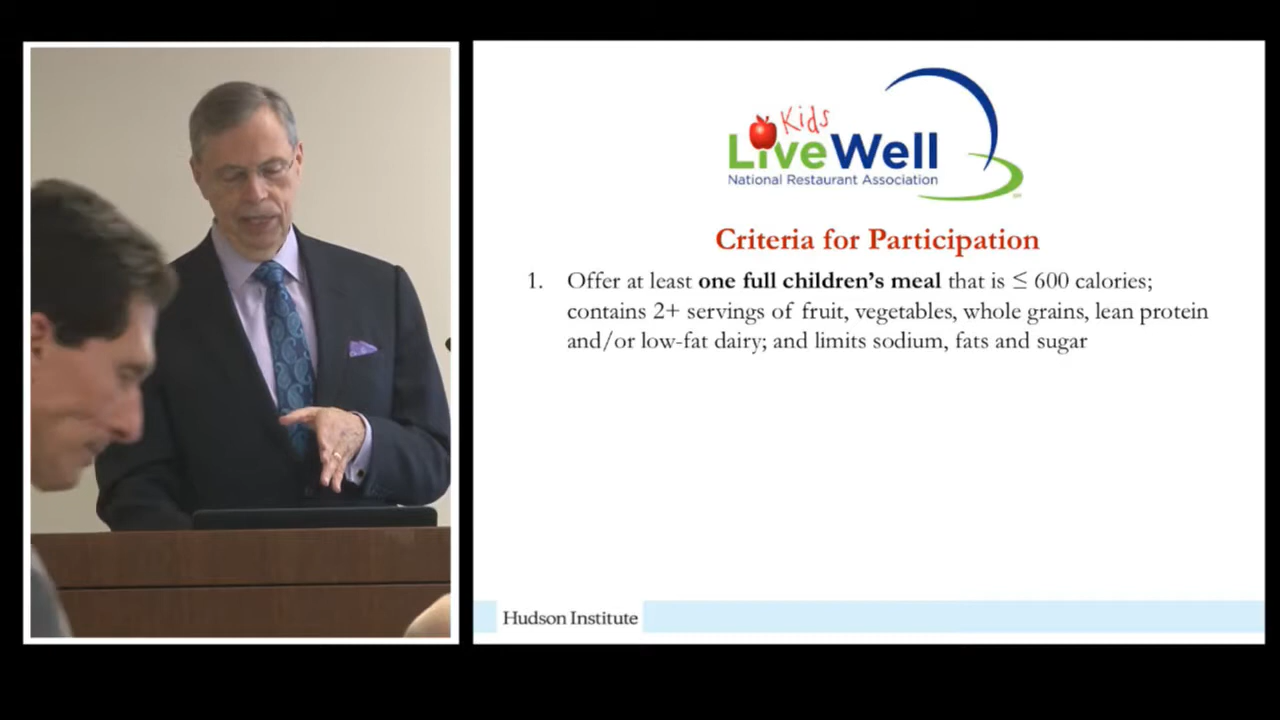 Kids
LiveWell
National Restaurant Association
Criteria for Participation
1. Offer at least one full children's meal that is ≤ 600 calories;
contains 2+ servings of fruit, vegetables, whole grains, lean protein
and/or low-fat dairy; and limits sodium, fats and sugar
Hudson Institute